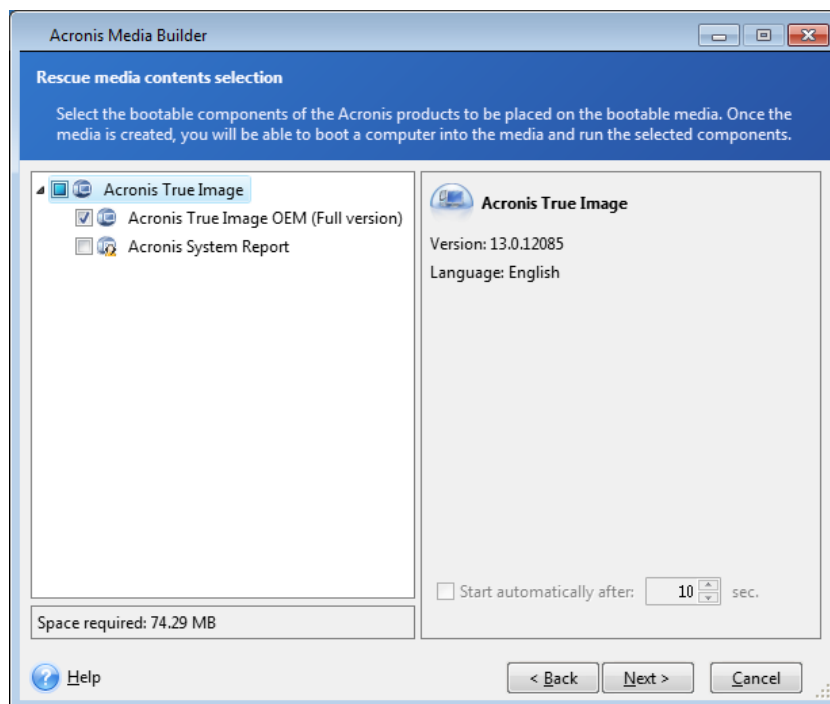 Acronis Media Builder
Rescue media contents selection
Select the bootable components of the Acronis products to be placed on the bootable media. Once the
media is created, you will be able to boot a computer into the media and run the selected components.
Acronis True Image
Acronis True Image OEM (Full version)
Acronis System Report
Space required: 74.29 MB
Acronis True Image
Version: 13.0.12085
Language: English
Start automatically after: 10 sec.
Help
< Back
Next >
Cancel